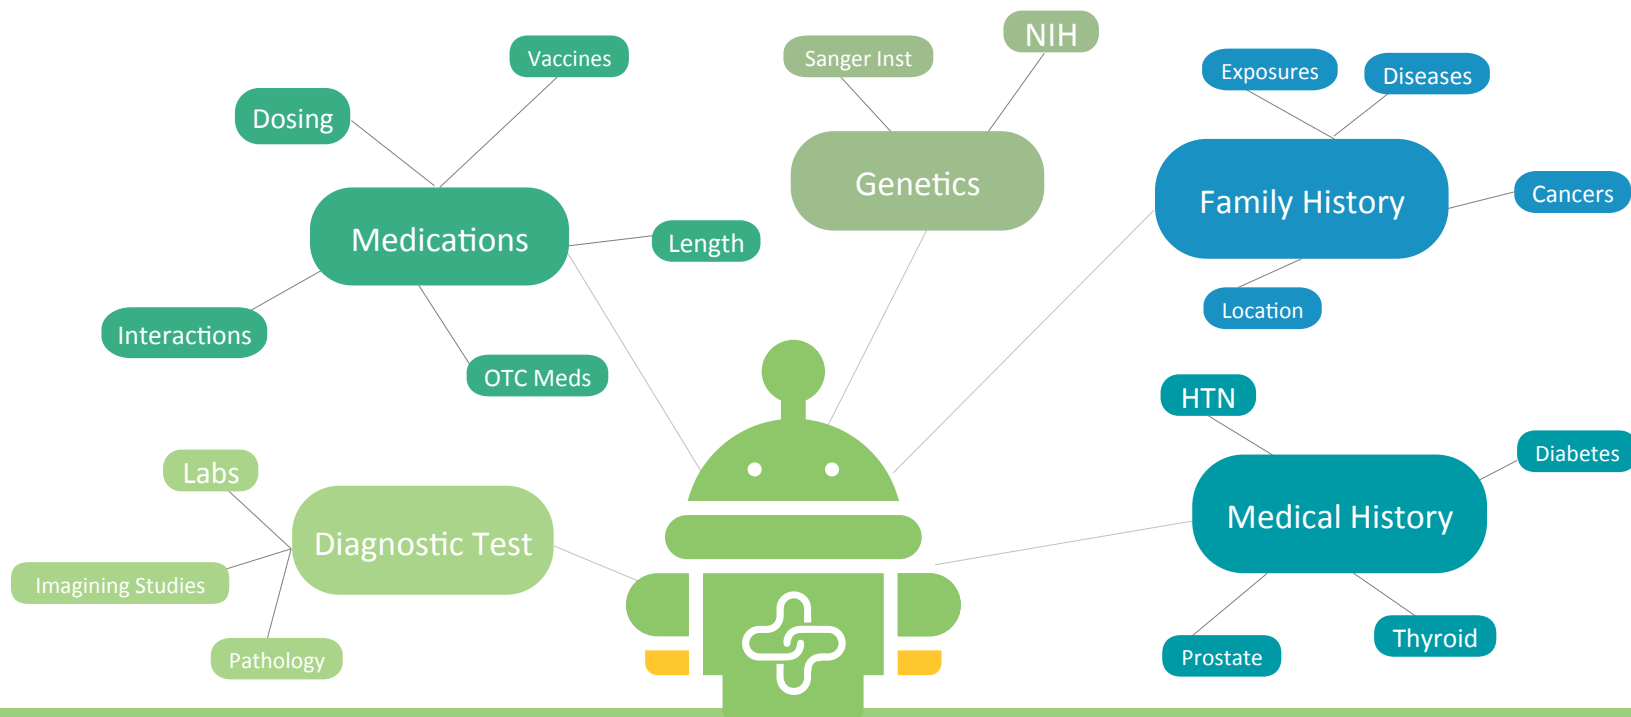 NIH
Sanger Inst
Vaccines
Exposures
Diseases
Dosing
Genetics
Family History
Cancers
Medications
Length
Location
Interactions
OTC Meds
HTN
Diabetes
Labs
Medical History
Diagnostic Test
Imagining Studies
Thyroid
Prostate
Pathology